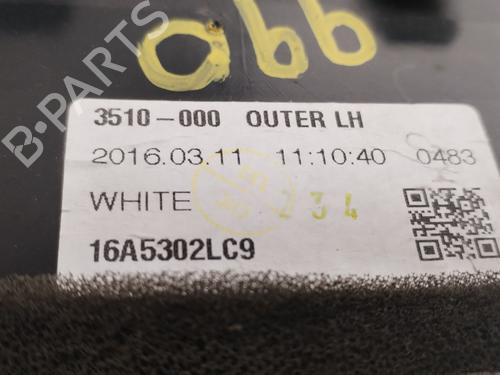 066
B-PARTS
3510-000 OUTER LH
2016.03.11 11:10:40 0483
WHITE
234
16A5302LC9